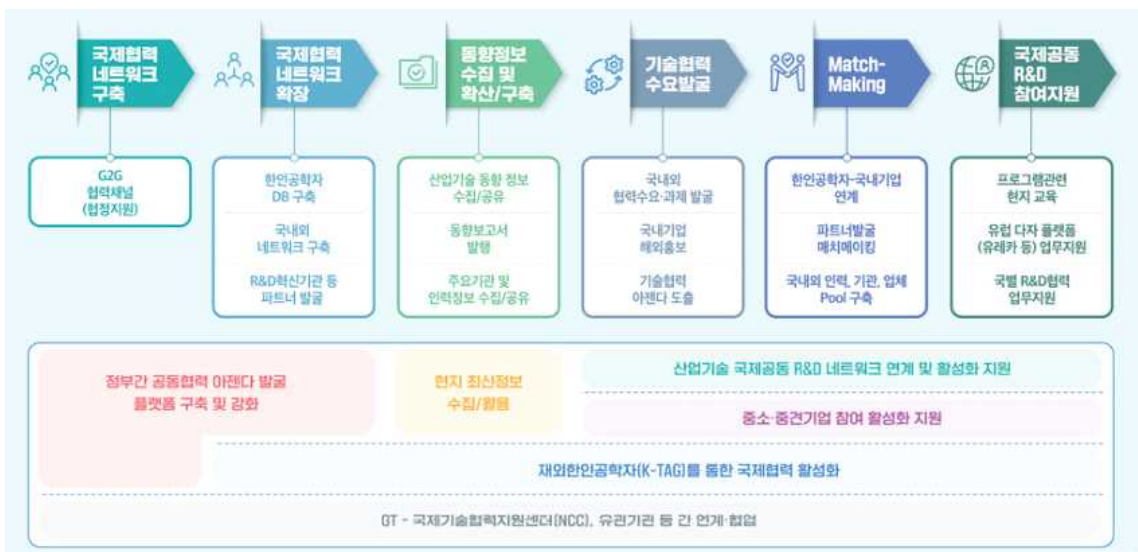 국제협력
네트워크
구축
국제협력
네트워크
확장
동향정보
수집 및
확산/구축
기술협력
수요발굴
Match-
Making
국제공동
R&D
참여지원
G2G
협력채널
(협정지원)
한인공학자
DB 구축
국내외
네트워크 구축
R&D혁신기관 등
파트너 발굴
산업기술 동향 정보
수집/공유
동향보고서
발행
주요기관 및
인력정보 수집/공유
국내외
협력수요·과제 발굴
국내기업
해외홍보
기술협력
아젠다 도출
한인공학자-국내기업
연계
파트너발굴
매치메이킹
국내외 인력, 기관, 업체
Pool 구축
프로그램관련
현지 교육
유럽 다자 플랫폼
(유레카 등) 업무지원
국별 R&D협력
업무지원
정부간 공동협력 아젠다 발굴
플랫폼 구축 및 강화
현지 최신정보
수집/활용
산업기술 국제공동 R&D 네트워크 연계 및 활성화 지원
중소·중견기업 참여 활성화 지원
재외한인공학자(K-TAG)를 통한 국제협력 활성화
GT - 국제기술협력지원센터(NCC), 유관기관 등 간 연계·협업